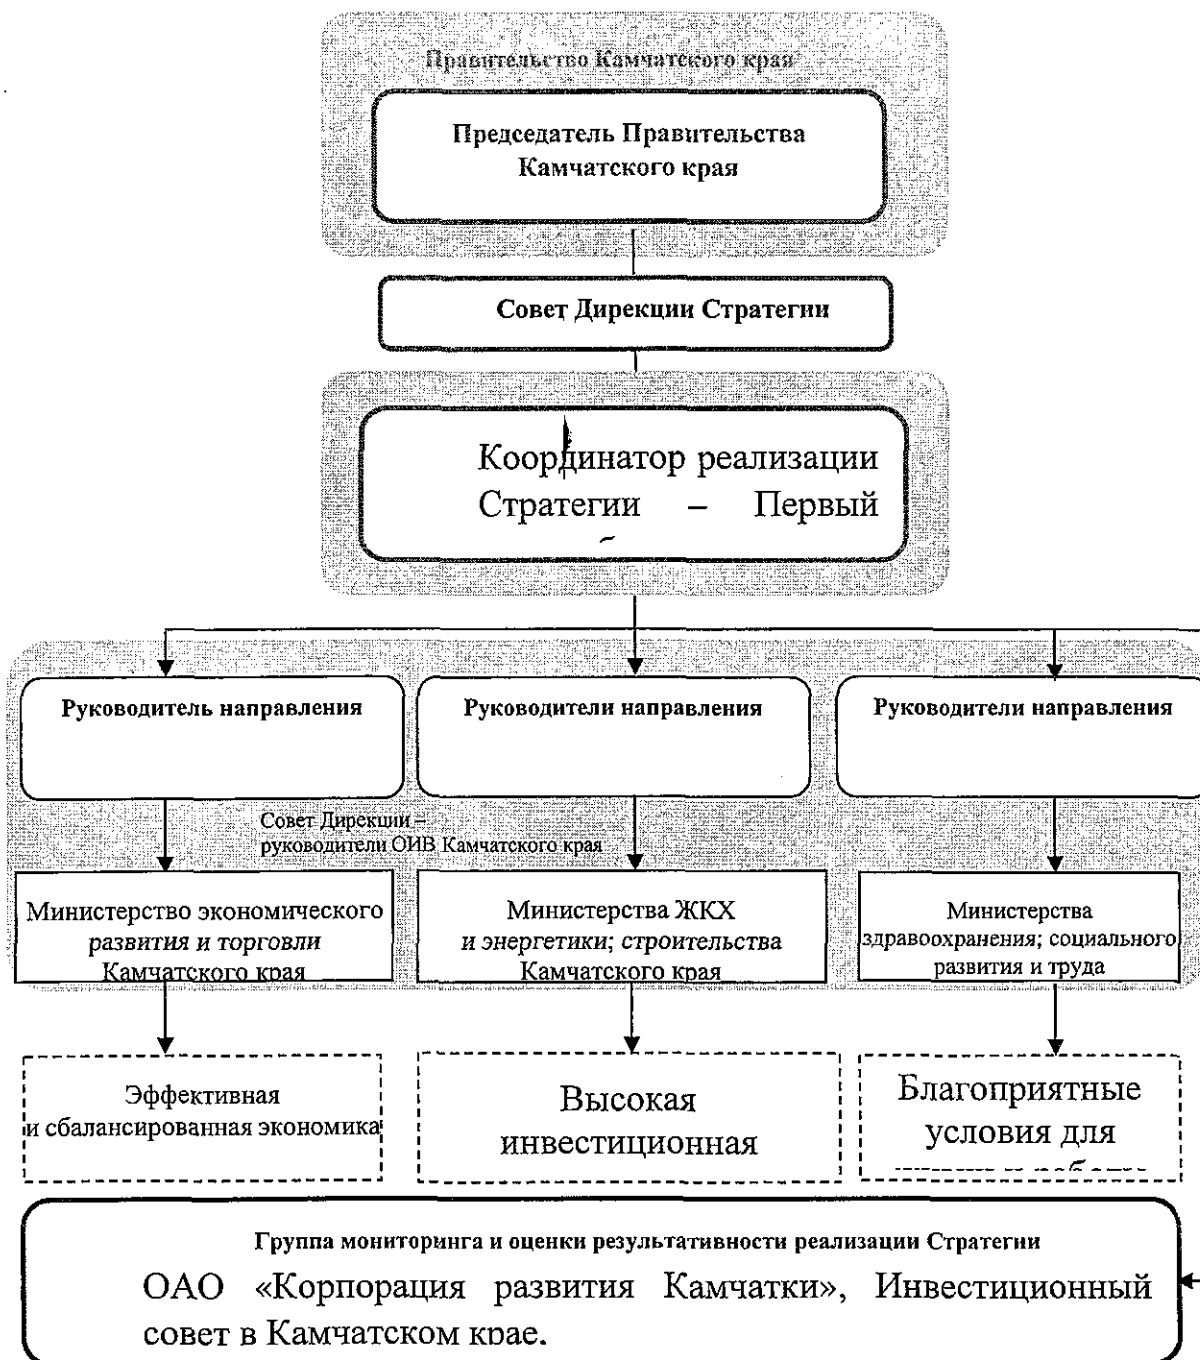 Правительство Камчатского края
Председатель Правительства
Камчатского края
Совет Дирекции Стратегии
Координатор реализации
Стратегии – Первый
Руководитель направления
Руководители направления
Руководители направления
Совет Дирекции –
руководители ОИВ Камчатского края
Министерство экономического
развития и торговли
Камчатского края
Министерства ЖКХ
и энергетики; строительства
Камчатского края
Министерства
здравоохранения; социального
развития и труда
Эффективная
и сбалансированная экономика
Высокая
инвестиционная
Благоприятные
условия для
Группа мониторинга и оценки результативности реализации Стратегии
ОАО «Корпорация развития Камчатки», Инвестиционный
совет в Камчатском крае.